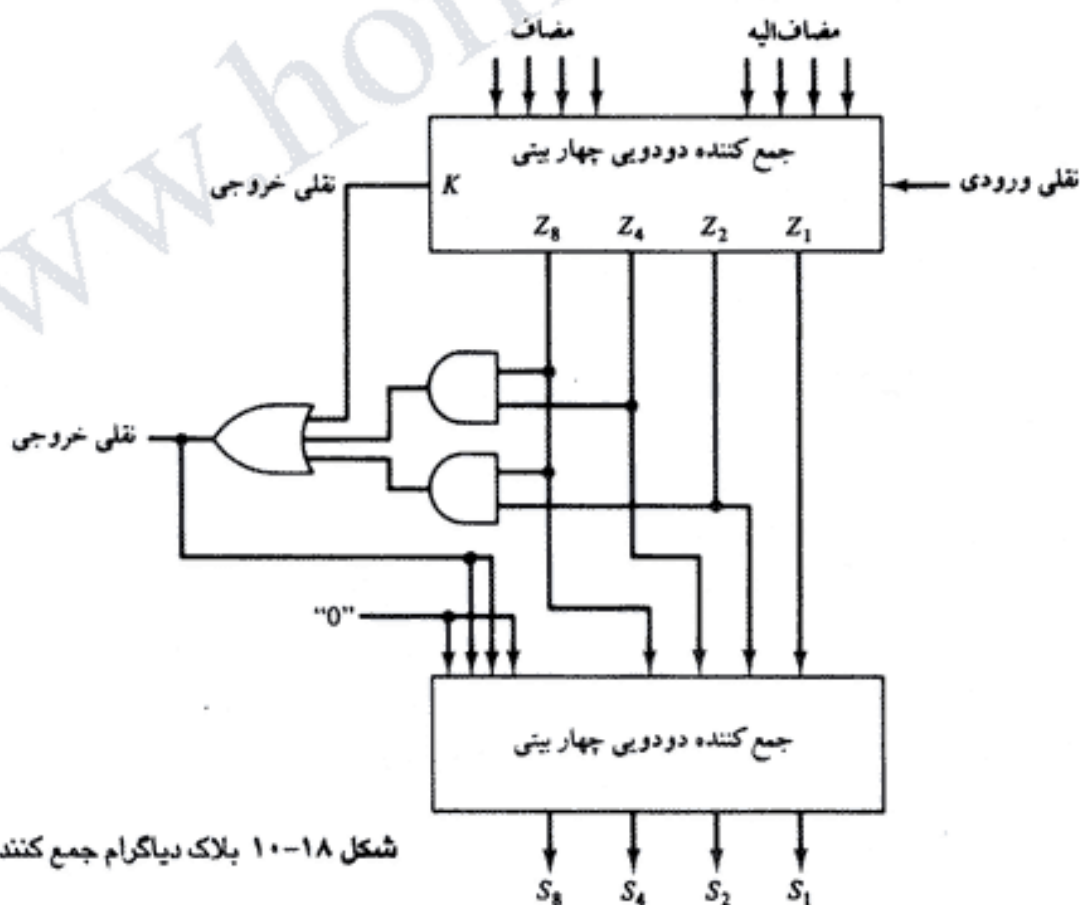 مضاف
مضاف‌الیه
جمع کننده دودویی چهار بیتی
نقلی خروجی
K
نقلی ورودی
Z₈ Z₄ Z₂ Z₁
نقلی خروجی
“0”
جمع کننده دودویی چهار بیتی
شکل ۱۸-۱۰ بلاک دیاگرام جمع کنند
S₈ S₄ S₂ S₁